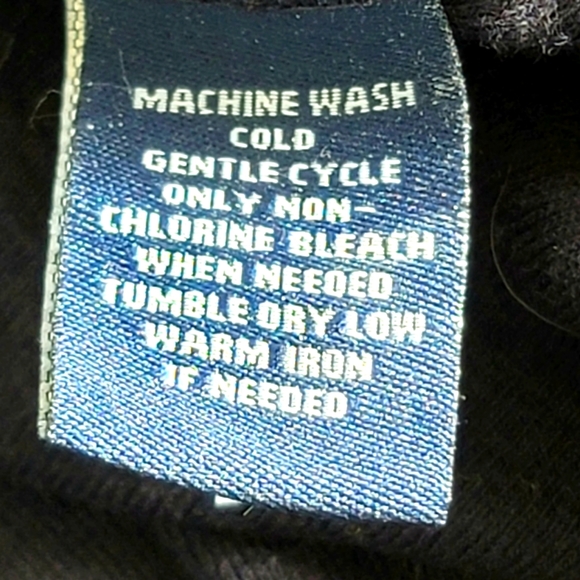 MACHINE WASH
COLD
GENTLE CYCLE
ONLY NON-
CHLORINE BLEACH
WHEN NEEDED
TUMBLE DRY LOW
WARM IRON
IF NEEDED